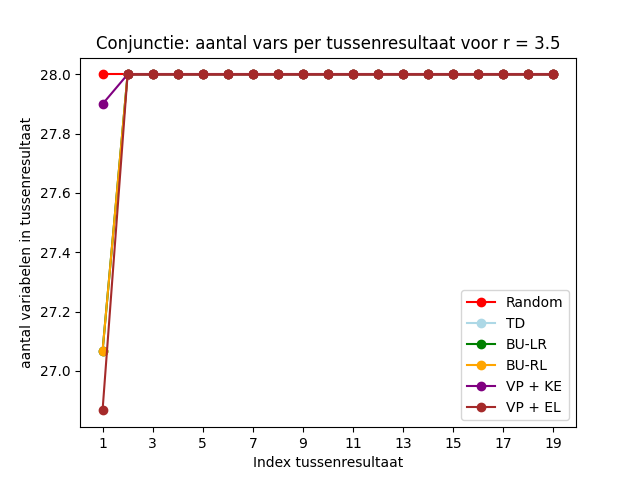 Conjunctie: aantal vars per tussenresultaat voor r = 3.5
aantal variabelen in tussenresultaat
28.0
27.8
27.6
27.4
27.2
27.0
Random
TD
BU-LR
BU-RL
VP + KE
VP + EL
1 3 5 7 9 11 13 15 17 19
Index tussenresultaat